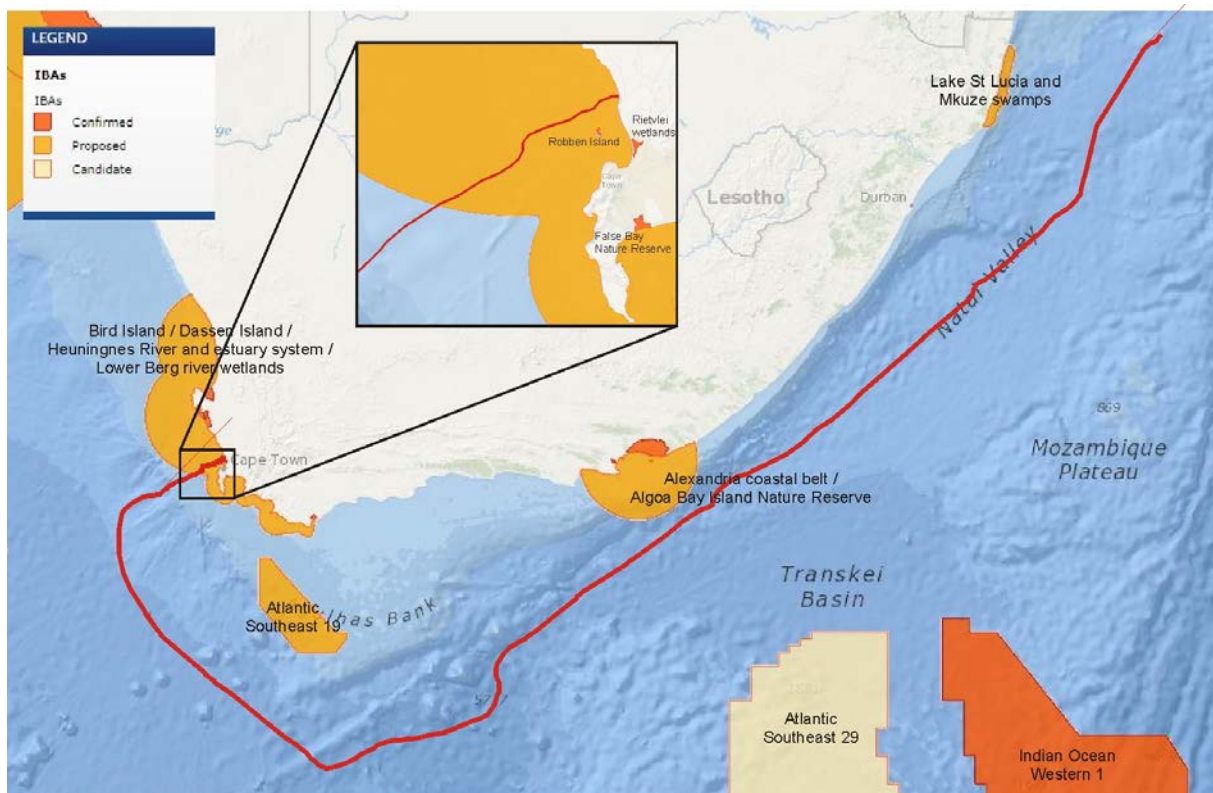 LEGEND
IBAs
IBAs
Confirmed
Proposed
Candidate
Rietvlei
wetlands
Robben Island
Cape
Town
False Bay
Nature Reserve
Lake St Lucia and
Mkuze swamps
Lesotho
Durban
Natal Valley
Bird Island / Dassen Island /
Heuningnes River and estuary system /
Lower Berg river wetlands
869
Mozambique
Plateau
Cape Town
Alexandria coastal belt /
Algoa Bay Island Nature Reserve
Transkei
Basin
Atlantic
Southeast 19
lhas Bank
Atlantic
Southeast 29
Indian Ocean
Western 1